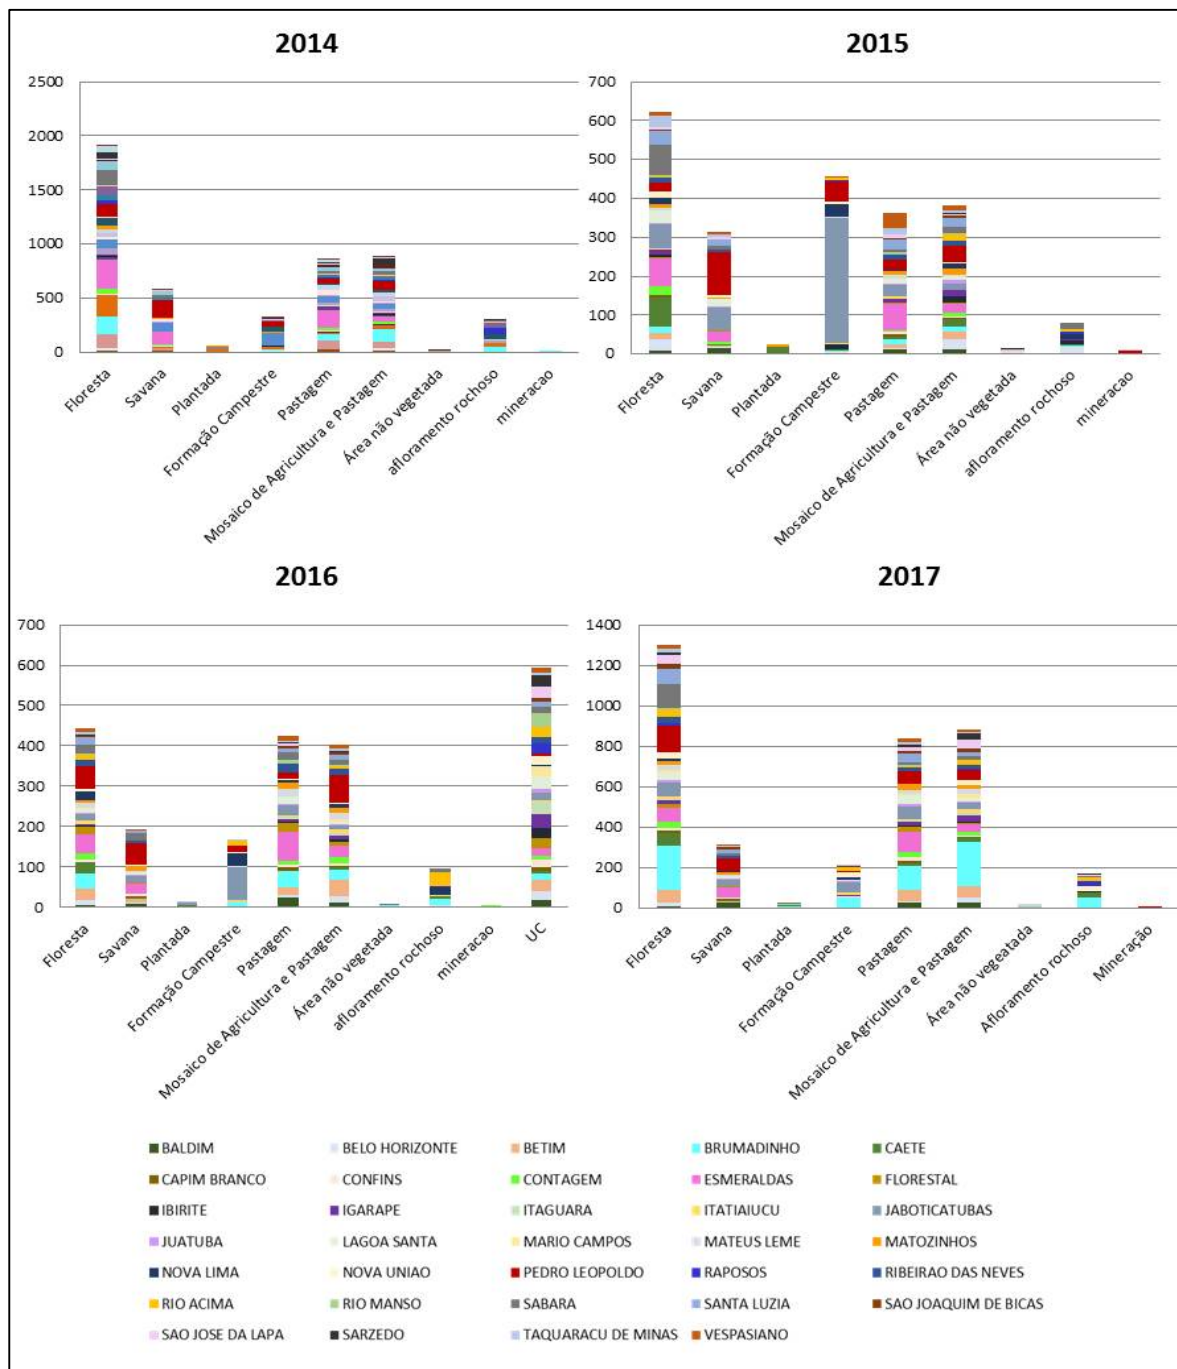 2014
2500
2000
1500
1000
500
0
Floresta
Savana
Plantada
Formação Campestre
Pastagem
Mosaico de Agricultura e Pastagem
Área não vegetada
afloramento rochoso
mineracao
2015
700
600
500
400
300
200
100
0
Floresta
Savana
Plantada
Formação Campestre
Pastagem
Mosaico de Agricultura e Pastagem
Área não vegetada
afloramento rochoso
mineracao
2016
700
600
500
400
300
200
100
0
Floresta
Savana
Plantada
Formação Campestre
Pastagem
Mosaico de Agricultura e Pastagem
Área não vegetada
afloramento rochoso
mineracao
UC
2017
1400
1200
1000
800
600
400
200
0
Floresta
Savana
Plantada
Formação Campestre
Pastagem
Mosaico de Agricultura e Pastagem
Área não vegeatada
Afloramento rochoso
Mineração
BALDIM BELO HORIZONTE BETIM BRUMADINHO CAETE
CAPIM BRANCO CONFINS CONTAGEM ESMERALDAS FLORESTAL
IBIRITE IGARAPE ITAGUARA ITATIAIUCU JABOTICATUBAS
JUATUBA LAGOA SANTA MARIO CAMPOS MATEUS LEME MATOZINHOS
NOVA LIMA NOVA UNIAO PEDRO LEOPOLDO RAPOSOS RIBEIRAO DAS NEVES
RIO ACIMA RIO MANSO SABARA SANTA LUZIA SAO JOAQUIM DE BICAS
SAO JOSE DA LAPA SARZEDO TAQUARACU DE MINAS VESPASIANO